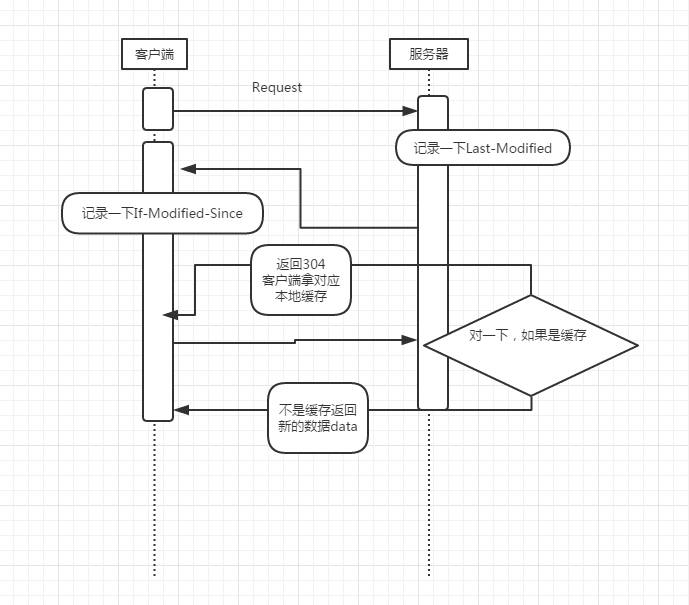 客户端
服务器
Request
记录一下Last-Modified
记录一下If-Modified-Since
返回304
客户端拿对应
本地缓存
对一下，如果是缓存
不是缓存返回
新的数据data